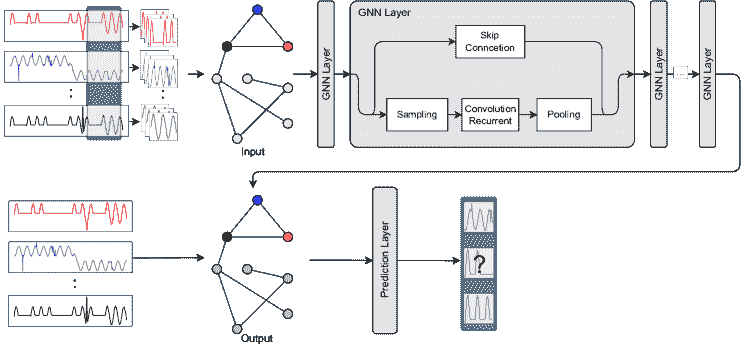 GNN Layer
GNN Layer
Skip
Conncetion
Sampling
Convolution
Recurrent
Pooling
GNN Layer
...
GNN Layer
:
:
Input
:
Output
Prediction Layer
?